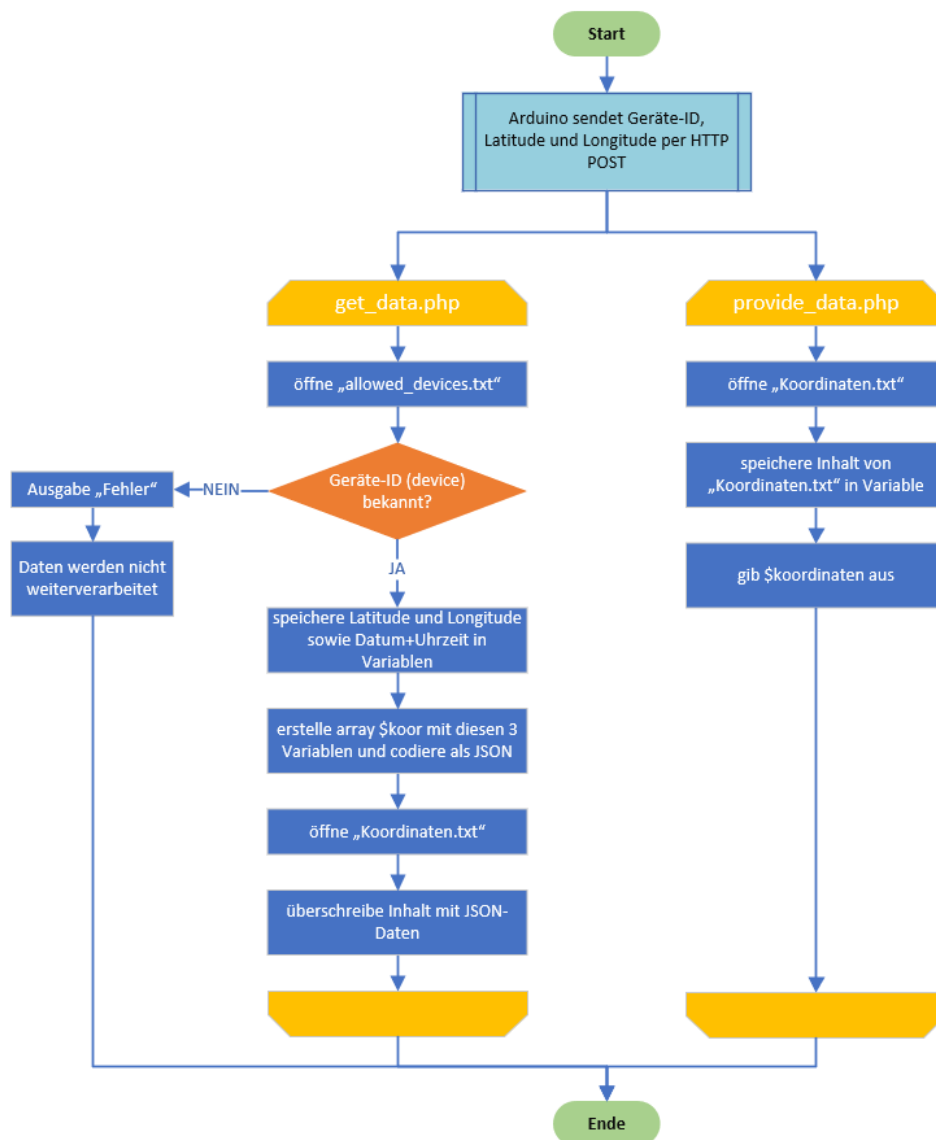 Start
Arduino sendet Geräte-ID,
Latitude und Longitude per HTTP
POST
get_data.php
öffne „allowed_devices.txt“
Geräte-ID (device)
bekannt?
NEIN
Ausgabe „Fehler“
Daten werden nicht
weiterverarbeitet
JA
speichere Latitude und Longitude
sowie Datum+Uhrzeit in
Variablen
erstelle array $koor mit diesen 3
Variablen und codiere als JSON
öffne „Koordinaten.txt“
überschreibe Inhalt mit JSON-
Daten
provide_data.php
öffne „Koordinaten.txt“
speichere Inhalt von
„Koordinaten.txt“ in Variable
gib $koordinaten aus
Ende